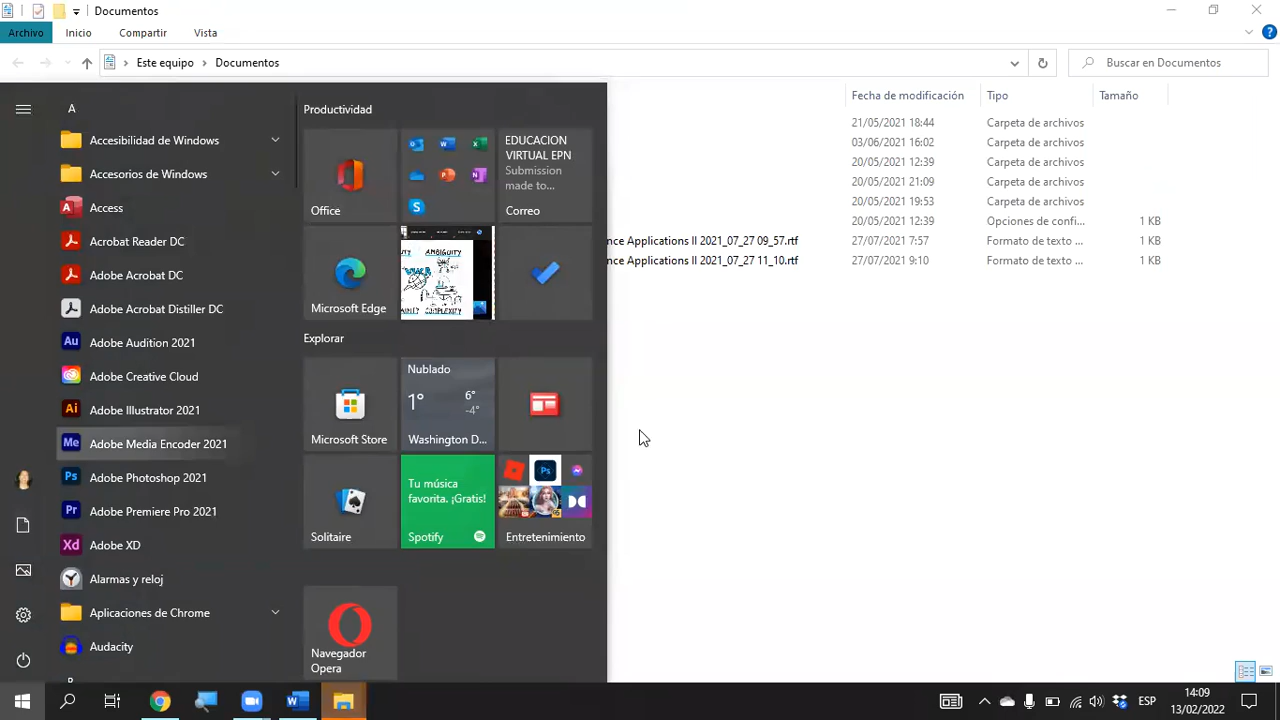 Documentos
Archivo Inicio Compartir Vista
Este equipo > Documentos
Buscar en Documentos
Fecha de modificación Tipo Tamaño
21/05/2021 18:44 Carpeta de archivos
03/06/2021 16:02 Carpeta de archivos
20/05/2021 12:39 Carpeta de archivos
20/05/2021 21:09 Carpeta de archivos
20/05/2021 19:53 Carpeta de archivos
20/05/2021 12:39 Opciones de confi... 1 KB
nce Applications II 2021_07_27 09_57.rtf 27/07/2021 7:57 Formato de texto ... 1 KB
nce Applications II 2021_07_27 11_10.rtf 27/07/2021 9:10 Formato de texto ... 1 KB
A
Accesibilidad de Windows
Accesorios de Windows
Access
Acrobat Reader DC
Adobe Acrobat DC
Adobe Acrobat Distiller DC
Adobe Audition 2021
Adobe Creative Cloud
Adobe Illustrator 2021
Adobe Media Encoder 2021
Adobe Photoshop 2021
Adobe Premiere Pro 2021
Adobe XD
Alarmas y reloj
Aplicaciones de Chrome
Audacity
Productividad
Office
EDUCACION
VIRTUAL EPN
Submission
made to...
Correo
Microsoft Edge
AMBIGUITY
COMPLEXITY
Explorar
Microsoft Store
Nublado
1° 6°
-4°
Washington D...
Solitaire
Tu música
favorita. ¡Gratis!
Spotify
Entretenimiento
Navegador
Opera
ESP
14:09
13/02/2022